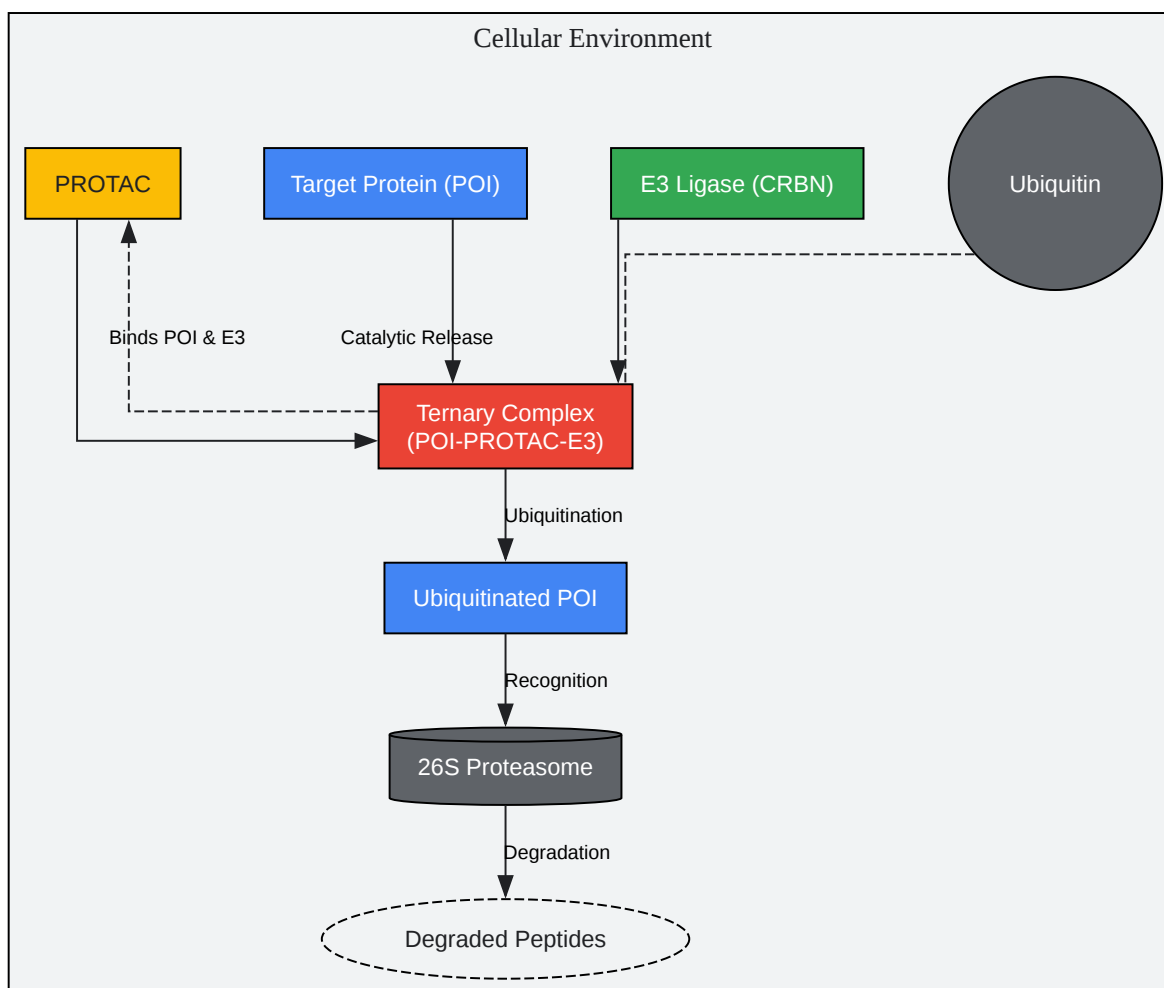 Cellular Environment
PROTAC
Target Protein (POI)
E3 Ligase (CRBN)
Ubiquitin
Binds POI & E3
Catalytic Release
Ternary Complex
(POI-PROTAC-E3)
Ubiquitination
Ubiquitinated POI
Recognition
26S Proteasome
Degradation
Degraded Peptides